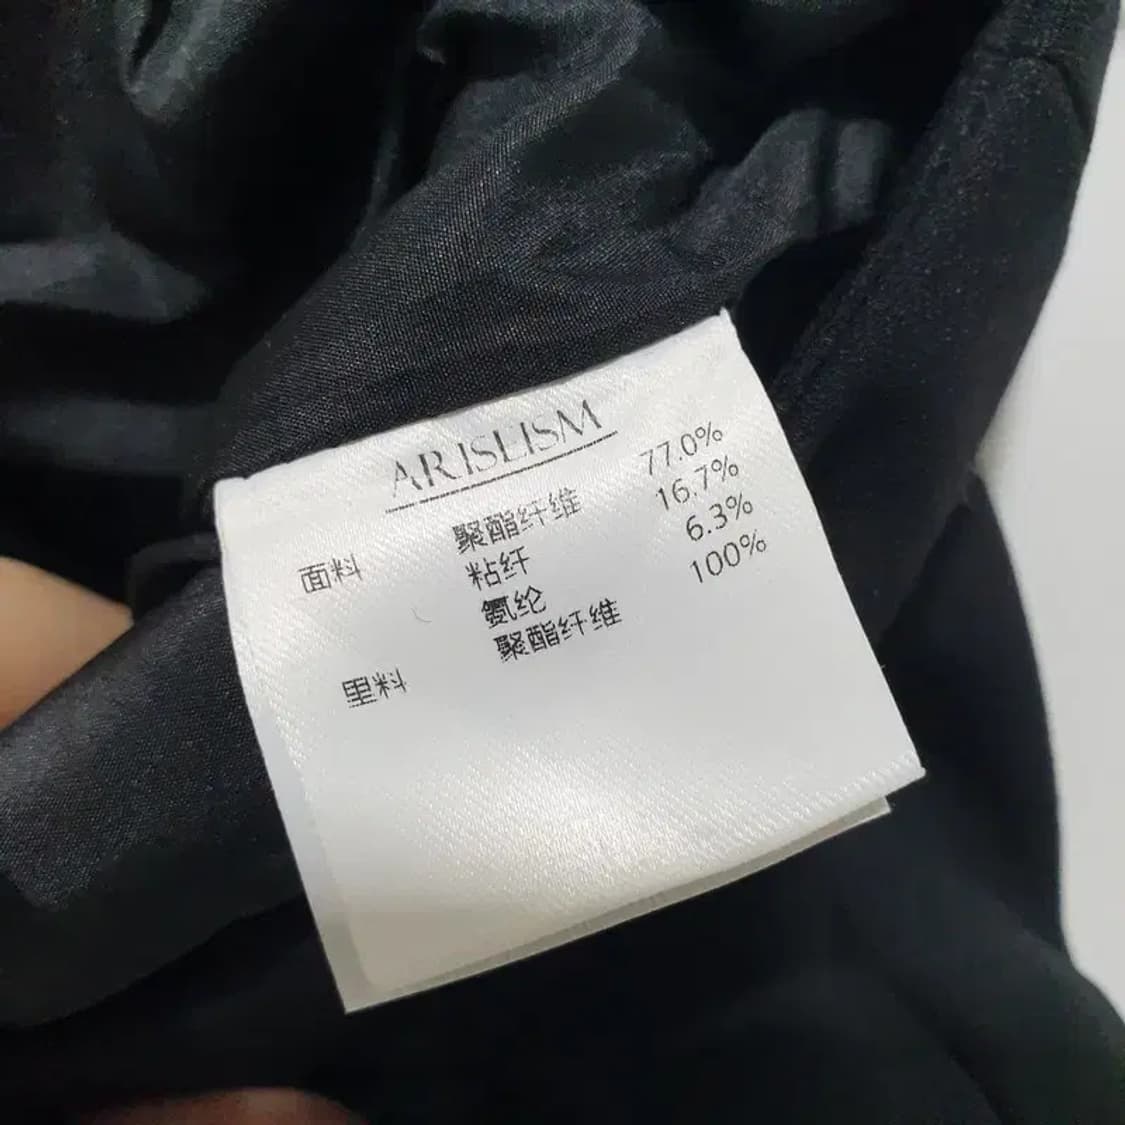 ARISLISM
面料 聚酯纤维 77.0%
粘纤 16.7%
氨纶 6.3%
里料 聚酯纤维 100%